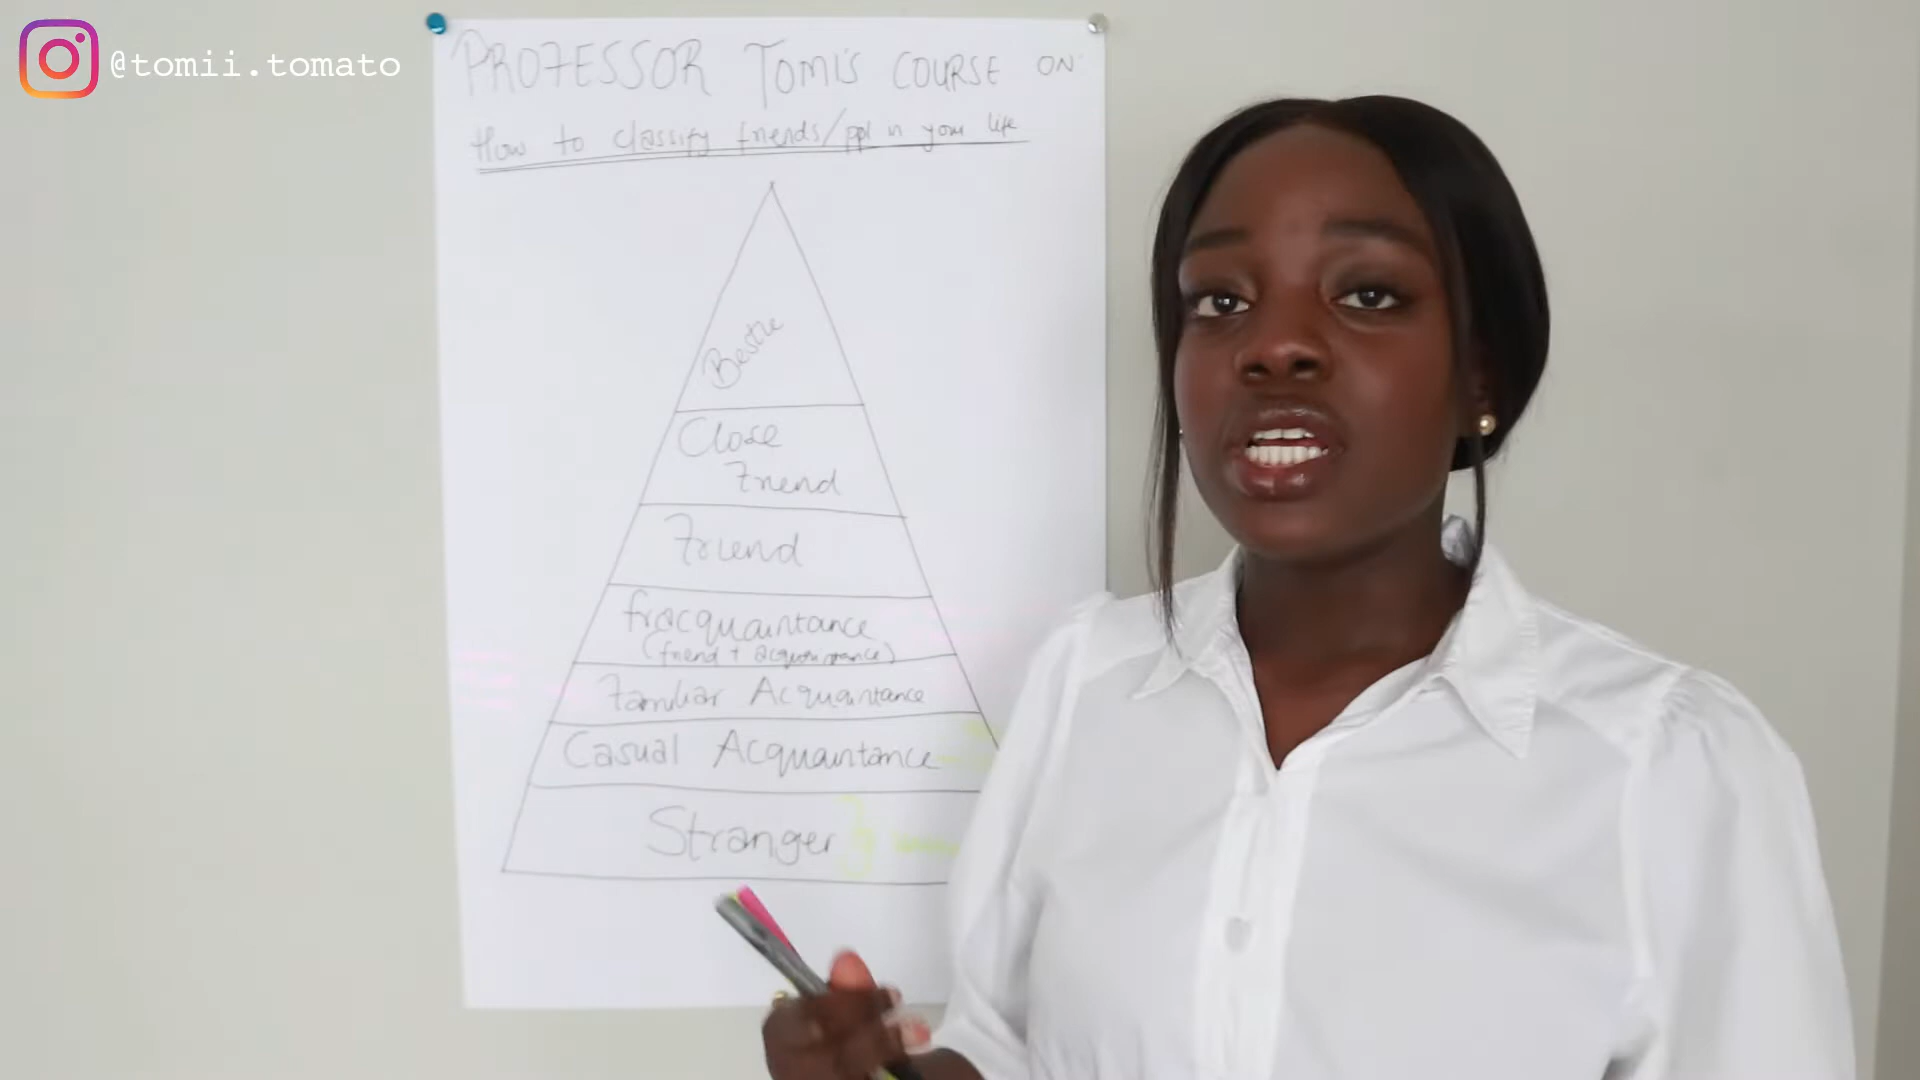 @tomii.tomato
PROFESSOR TOMI'S COURSE ON
How to classify friends/ppl in your life
Bestie
Close
Friend
Friend
fracquaintance
(friend + acquaintance)
Familiar Acquaintance
Casual Acquaintance
Stranger